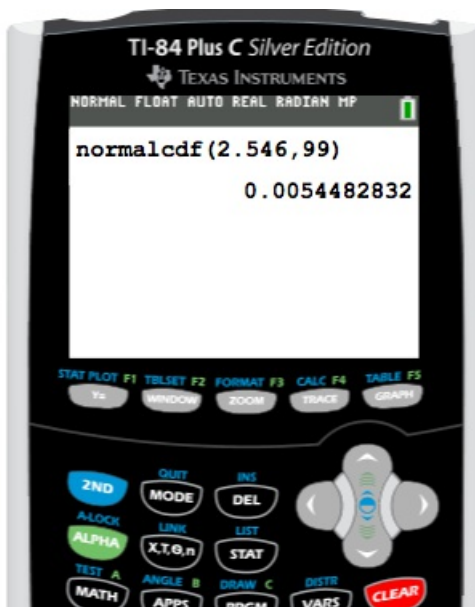 TI-84 Plus C Silver Edition
TEXAS INSTRUMENTS
NORMAL FLOAT AUTO REAL RADIAN MP
normalcdf(2.546,99)
0.0054482832
STAT PLOT F1 TBLSET F2 FORMAT F3 CALC F4 TABLE F5
Y= WINDOW ZOOM TRACE GRAPH
QUIT INS
2ND MODE DEL
A-LOCK LINK LIST
ALPHA X,T,θ,n STAT
TEST A ANGLE B DRAW C DISTR
MATH APPS PRGM VARS CLEAR